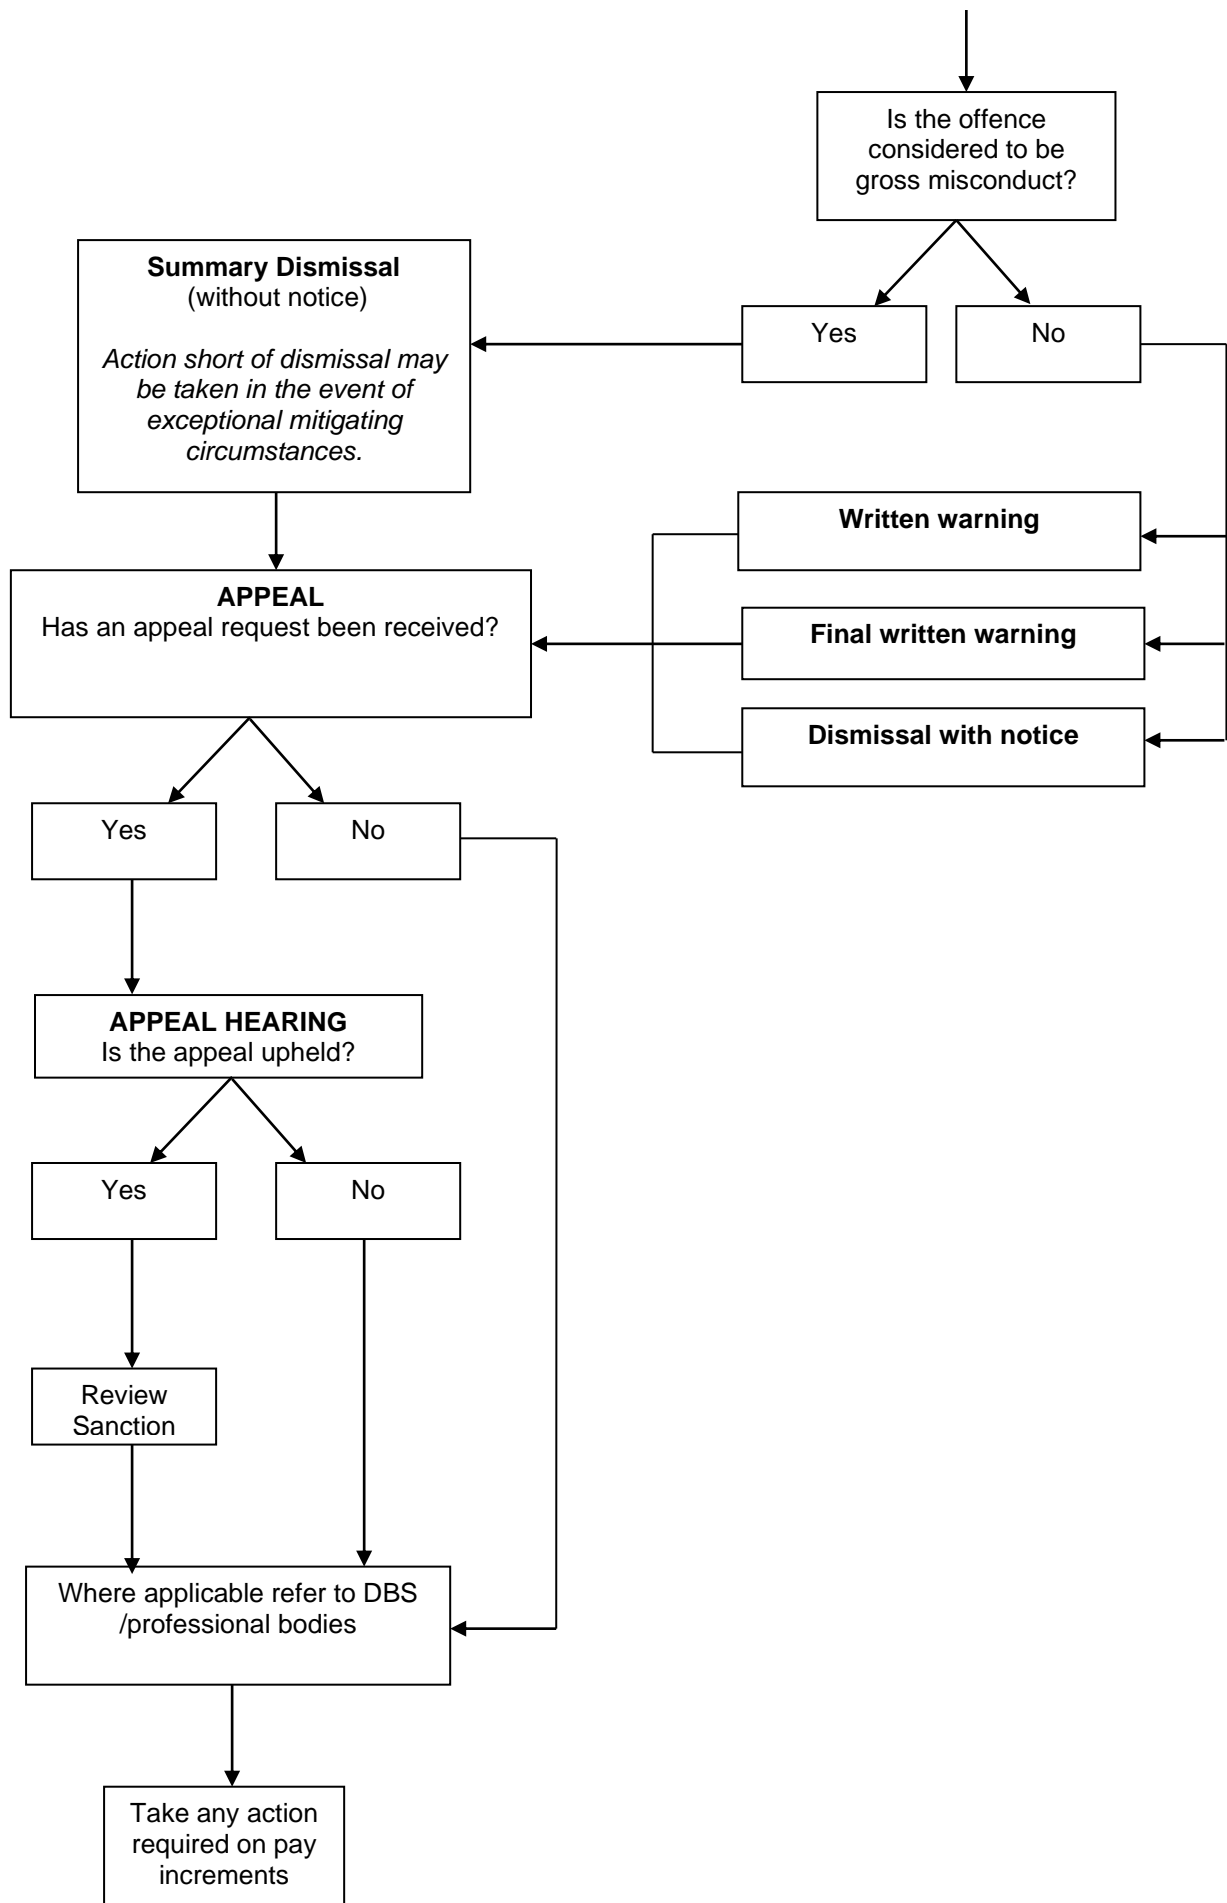 Is the offence
considered to be
gross misconduct?
Summary Dismissal
(without notice)
Action short of dismissal may
be taken in the event of
exceptional mitigating
circumstances.
Yes
No
Written warning
APPEAL
Has an appeal request been received?
Final written warning
Dismissal with notice
Yes
No
APPEAL HEARING
Is the appeal upheld?
Yes
No
Review
Sanction
Where applicable refer to DBS
/professional bodies
Take any action
required on pay
increments